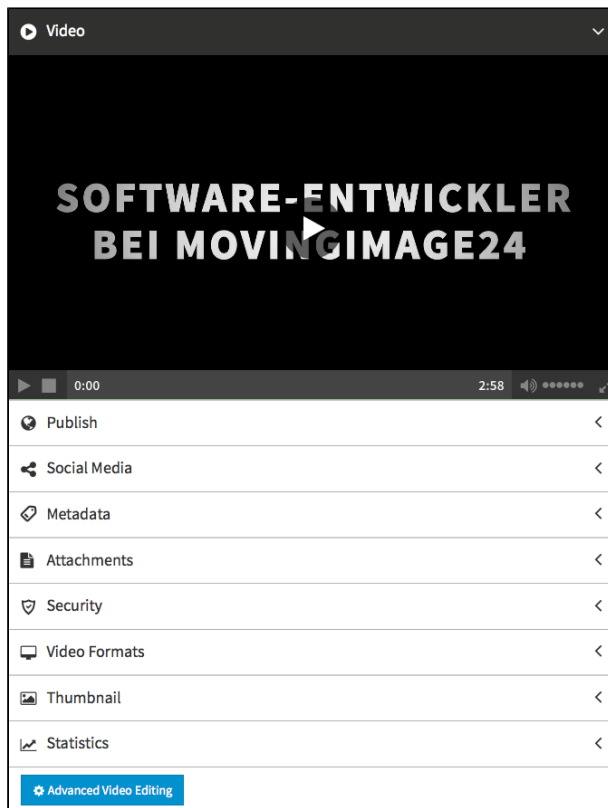 Video
SOFTWARE-ENTWICKLER
BEI MOVINGIMAGE24
0:00 2:58
Publish
Social Media
Metadata
Attachments
Security
Video Formats
Thumbnail
Statistics
Advanced Video Editing